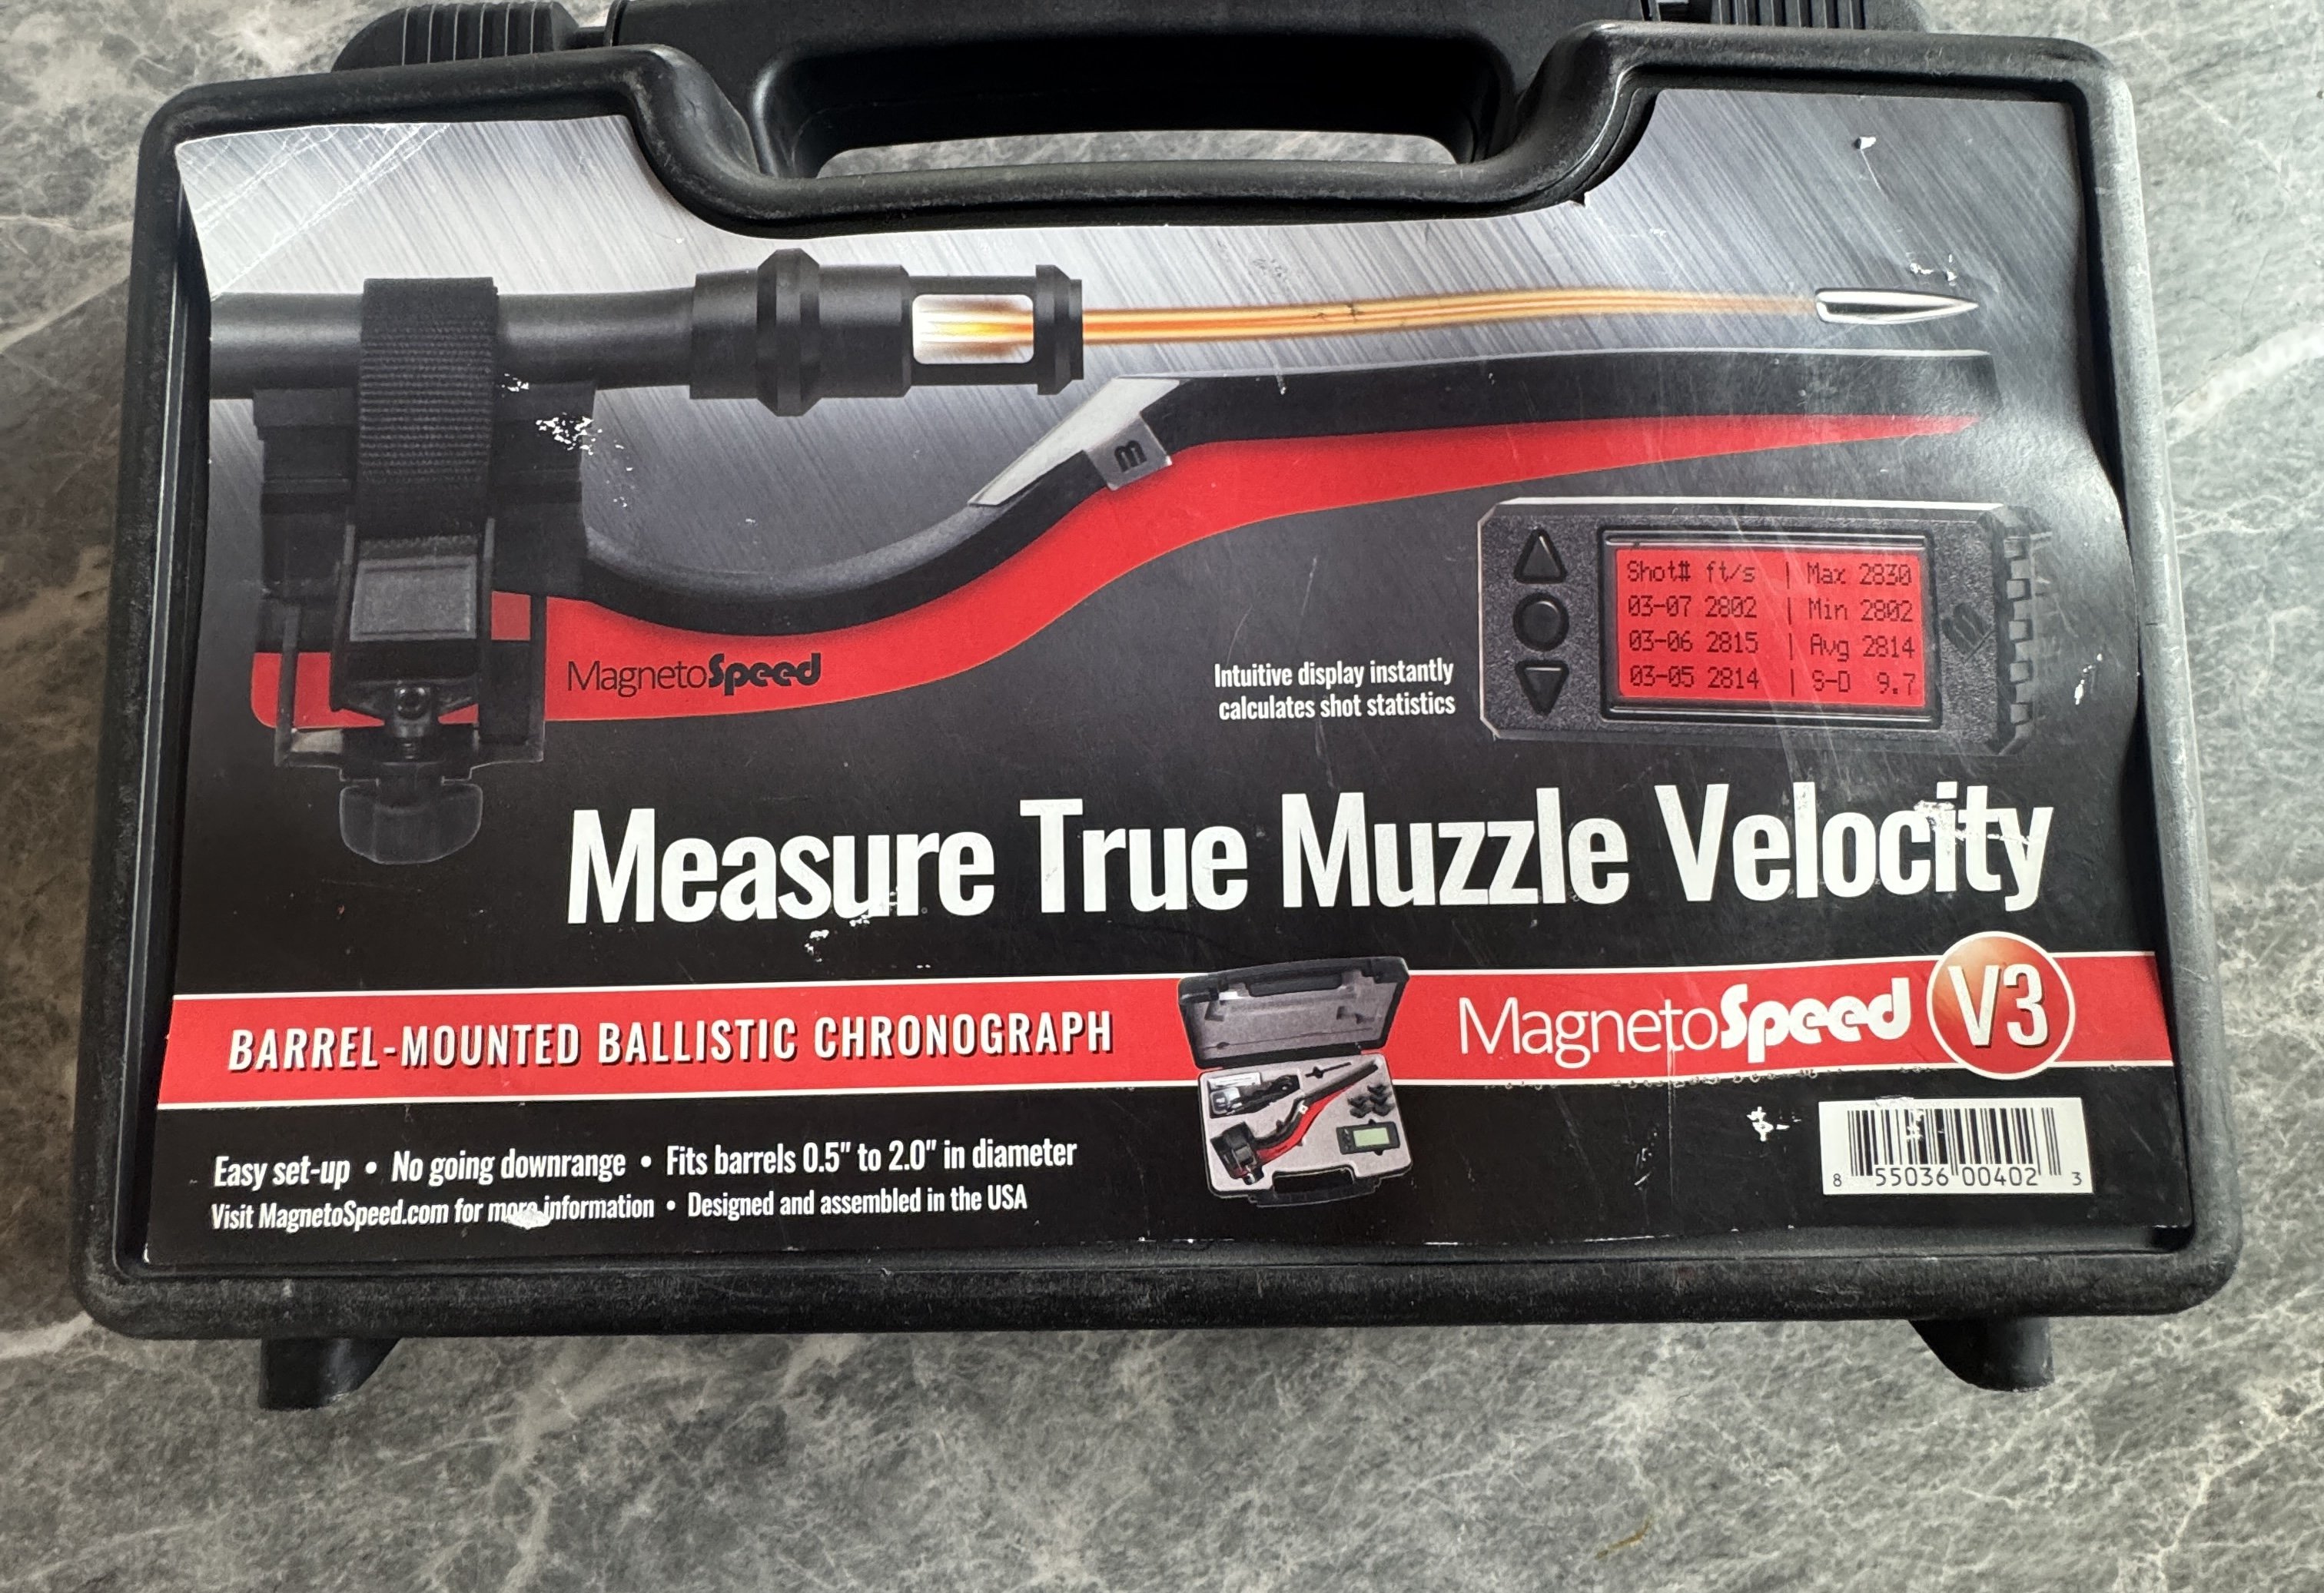 m
MagnetoSpeed
Shot# ft/s | Max 2830
03-07 2802 | Min 2802
03-06 2815 | Avg 2814
03-05 2814 | S-D 9.7
m
Intuitive display instantly
calculates shot statistics
Measure True Muzzle Velocity
BARREL-MOUNTED BALLISTIC CHRONOGRAPH
MagnetoSpeed V3
Easy set-up • No going downrange • Fits barrels 0.5" to 2.0" in diameter
Visit MagnetoSpeed.com for more information • Designed and assembled in the USA
8 55036 00402 3